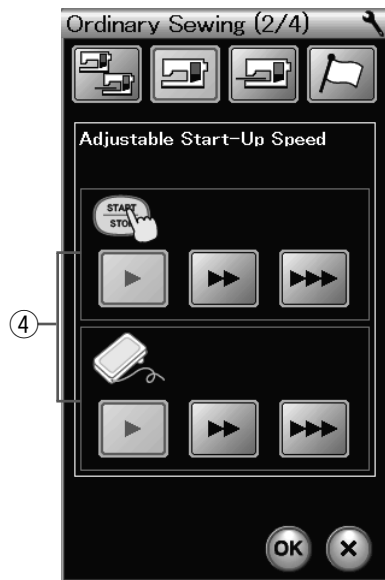 Ordinary Sewing (2/4)
Adjustable Start-Up Speed
START
STOP
④
OK